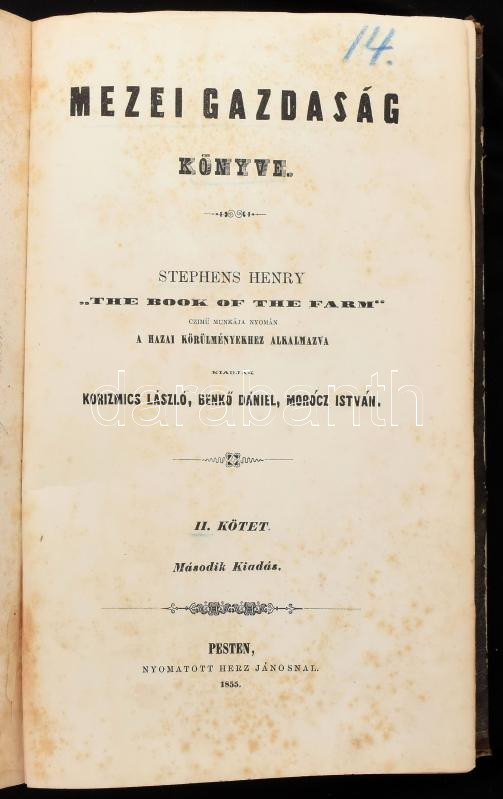 14.
MEZEI GAZDASÁG
KÖNYVE.
STEPHENS HENRY
„THE BOOK OF THE FARM“
CZIMÜ MUNKÁJA NYOMÁN
A HAZAI KÖRÜLMÉNYEKHEZ ALKALMAZVA
KIADJÁK
darabanth
KORIZMICS LÁSZLÓ, BENKŐ DÁNIEL, MORÓCZ ISTVÁN.
II. KÖTET.
Második Kiadás.
PESTEN,
NYOMATOTT HERZ JÁNOSNAL.
1855.